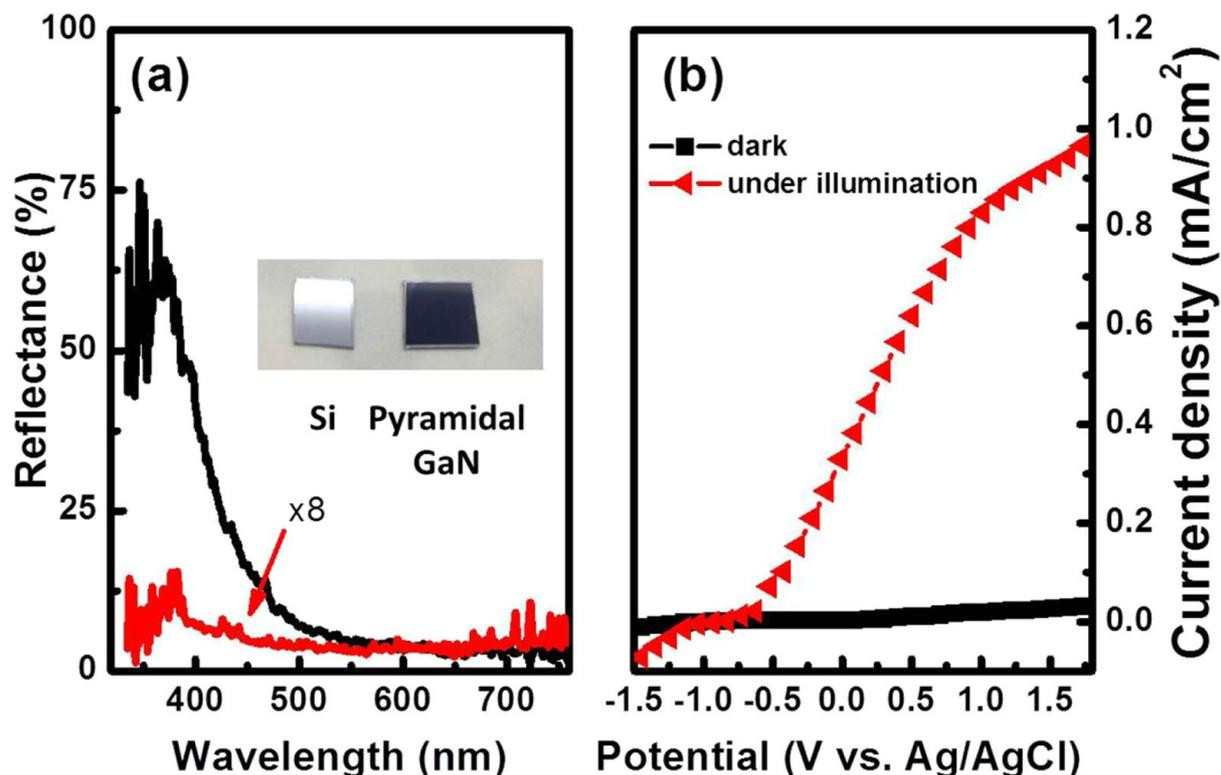 (a)
100
75
50
25
0
Reflectance (%)
Si Pyramidal
GaN
x8
400 500 600 700
Wavelength (nm)
(b)
dark
under illumination
1.2
1.0
0.8
0.6
0.4
0.2
0.0
Current density (mA/cm²)
-1.5 -1.0 -0.5 0.0 0.5 1.0 1.5
Potential (V vs. Ag/AgCl)